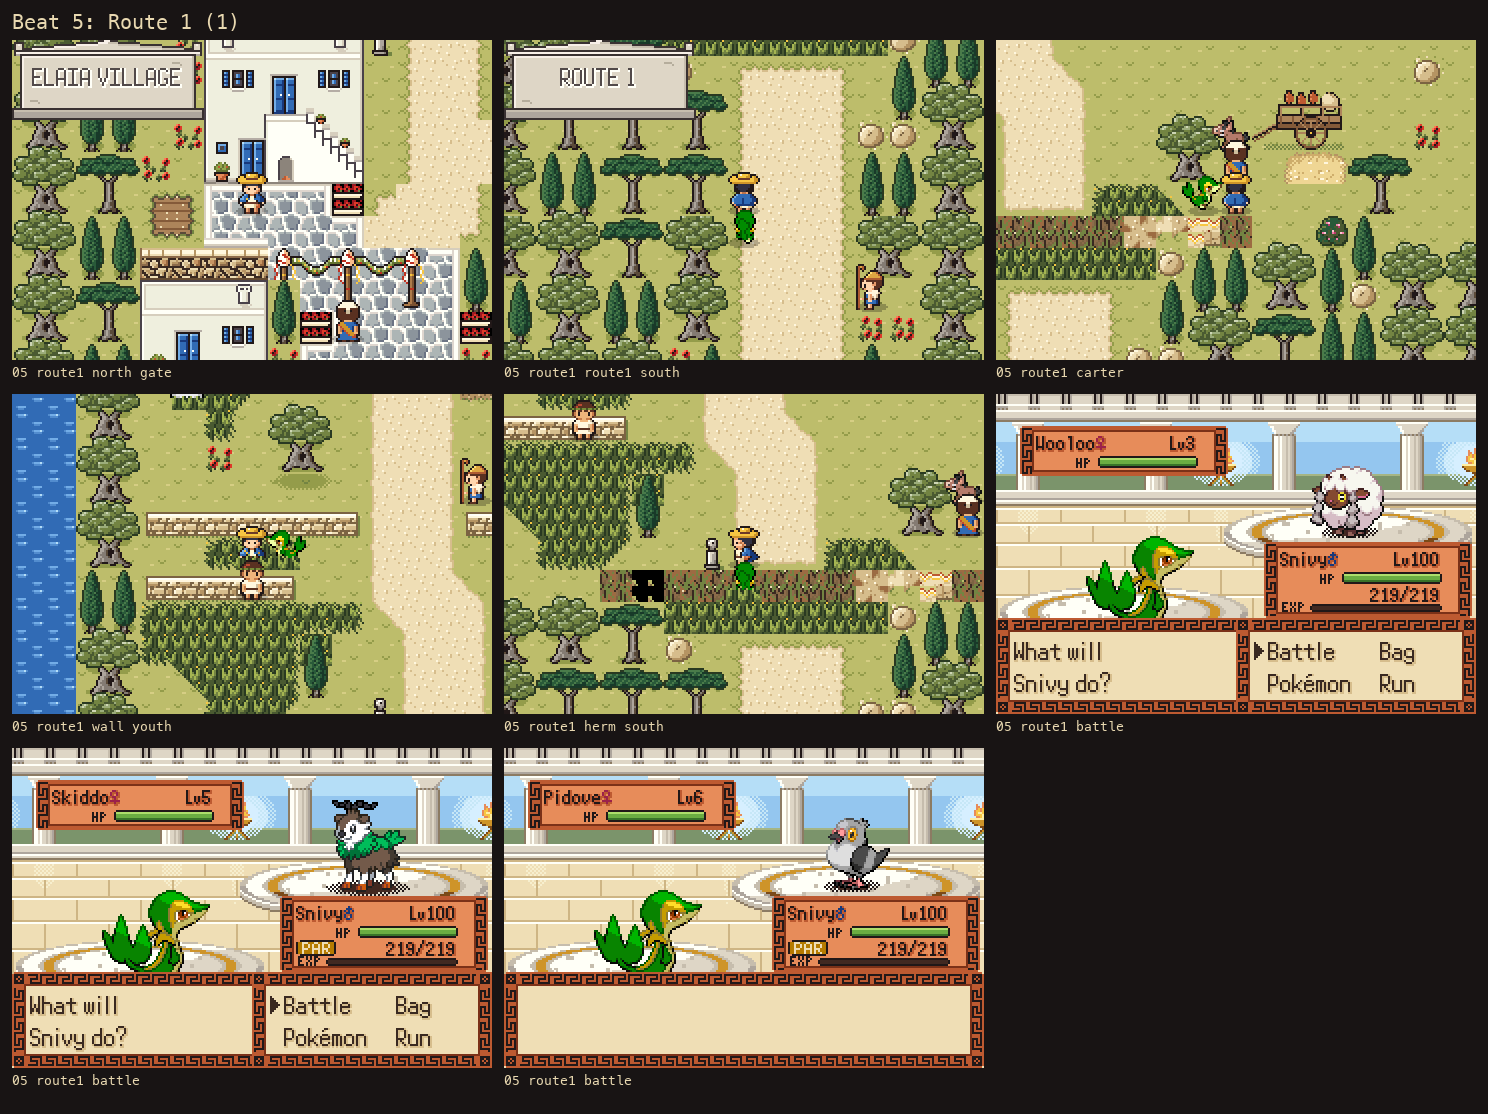 Beat 5: Route 1 (1)
ELAIA VILLAGE
05 route1 north gate
ROUTE 1
05 route1 route1 south
05 route1 carter
05 route1 wall youth
05 route1 herm south
Wooloo♀ Lv3
HP
Snivy♂ Lv100
HP
219/219
EXP
What will
Snivy do?
Battle Bag
Pokémon Run
05 route1 battle
Skiddo♀ Lv5
HP
Snivy♂ Lv100
HP
PAR 219/219
EXP
What will
Snivy do?
Battle Bag
Pokémon Run
05 route1 battle
Pidove♀ Lv6
HP
Snivy♂ Lv100
HP
PAR 219/219
EXP
05 route1 battle